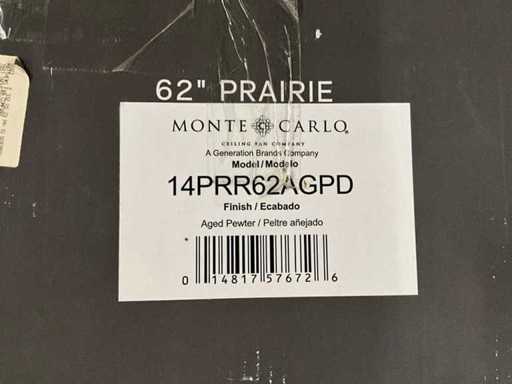 62" PRAIRIE
MONTE CARLO®
CEILING FAN COMPANY
A Generation Brands Company
Model / Modelo
14PRR62AGPD
Finish / Ecabado
Aged Pewter / Peltre añejado
0 14817 57672 6